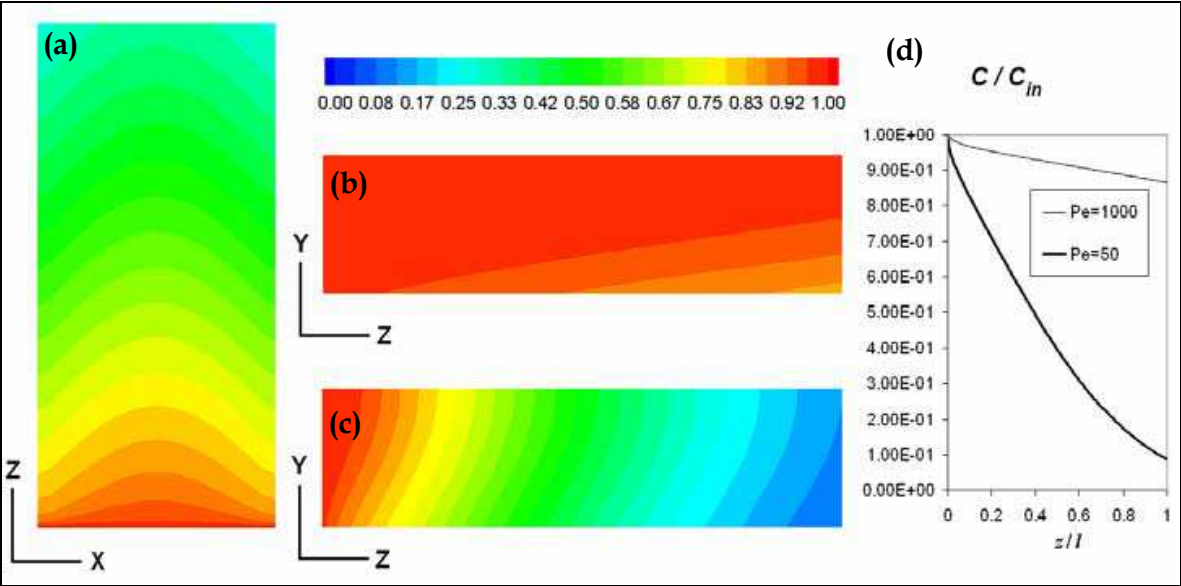 (a)
Z
X
0.00 0.08 0.17 0.25 0.33 0.42 0.50 0.58 0.67 0.75 0.83 0.92 1.00
(b)
Y
Z
(c)
Y
Z
(d)
C / C_in
1.00E+00
9.00E-01
8.00E-01
7.00E-01
6.00E-01
5.00E-01
4.00E-01
3.00E-01
2.00E-01
1.00E-01
0.00E+00
Pe=1000
Pe=50
0 0.2 0.4 0.6 0.8 1
z/l